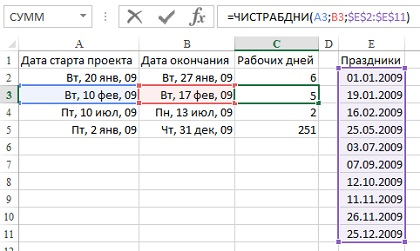 СУММ =ЧИСТРАБДНИ(A3;B3;$E$2:$E$11)
A B C D E
1 Дата старта проекта Дата окончания Рабочих дней Праздники
2 Вт, 20 янв, 09 Вт, 27 янв, 09 6 01.01.2009
3 Вт, 10 фев, 09 Вт, 17 фев, 09 5 19.01.2009
4 Пт, 10 июл, 09 Пн, 13 июл, 09 2 16.02.2009
5 Пт, 2 янв, 09 Чт, 31 дек, 09 251 25.05.2009
6 03.07.2009
7 07.09.2009
8 12.10.2009
9 11.11.2009
10 26.11.2009
11 25.12.2009